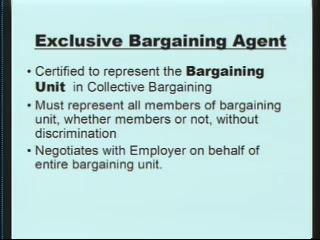 Exclusive Bargaining Agent
• Certified to represent the Bargaining
Unit in Collective Bargaining
• Must represent all members of bargaining
unit, whether members or not, without
discrimination
• Negotiates with Employer on behalf of
entire bargaining unit.